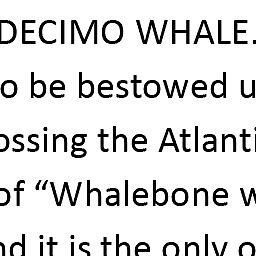 DECIMO WHALE.
o be bestowed u
ossing the Atlanti
of “Whalebone w
nd it is the only o